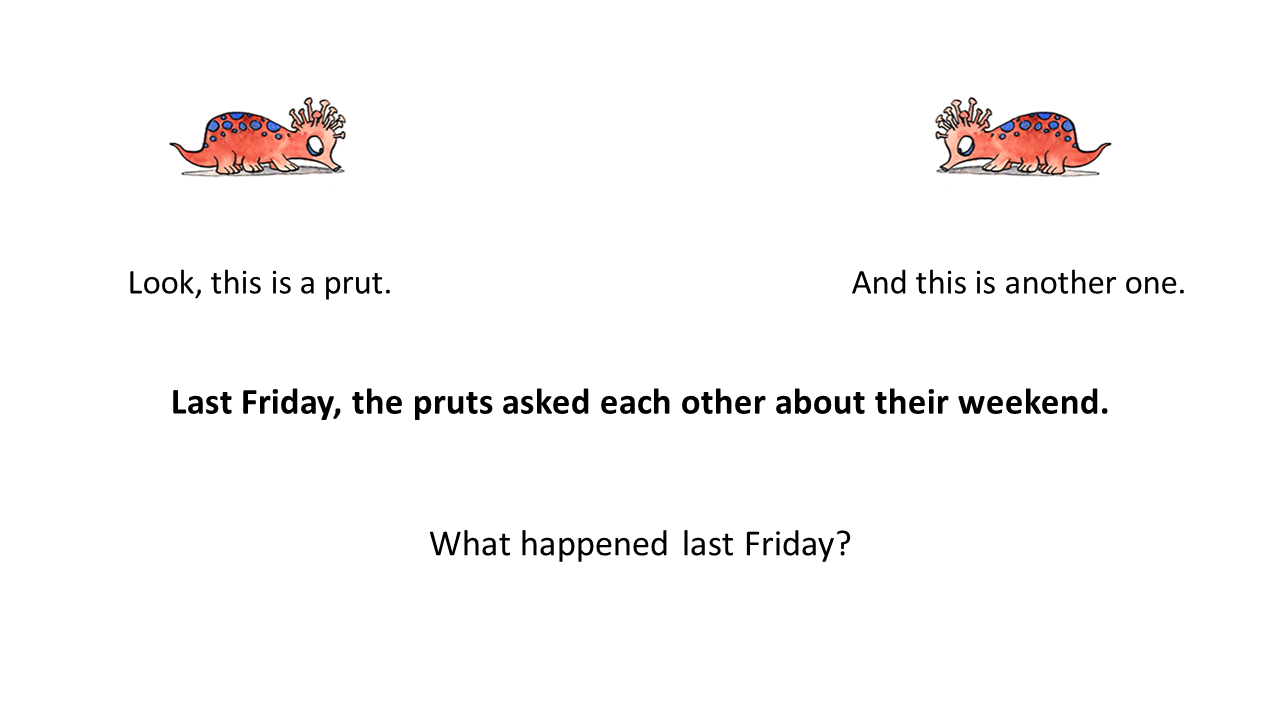 Look, this is a prut.
And this is another one.
Last Friday, the pruts asked each other about their weekend.
What happened last Friday?